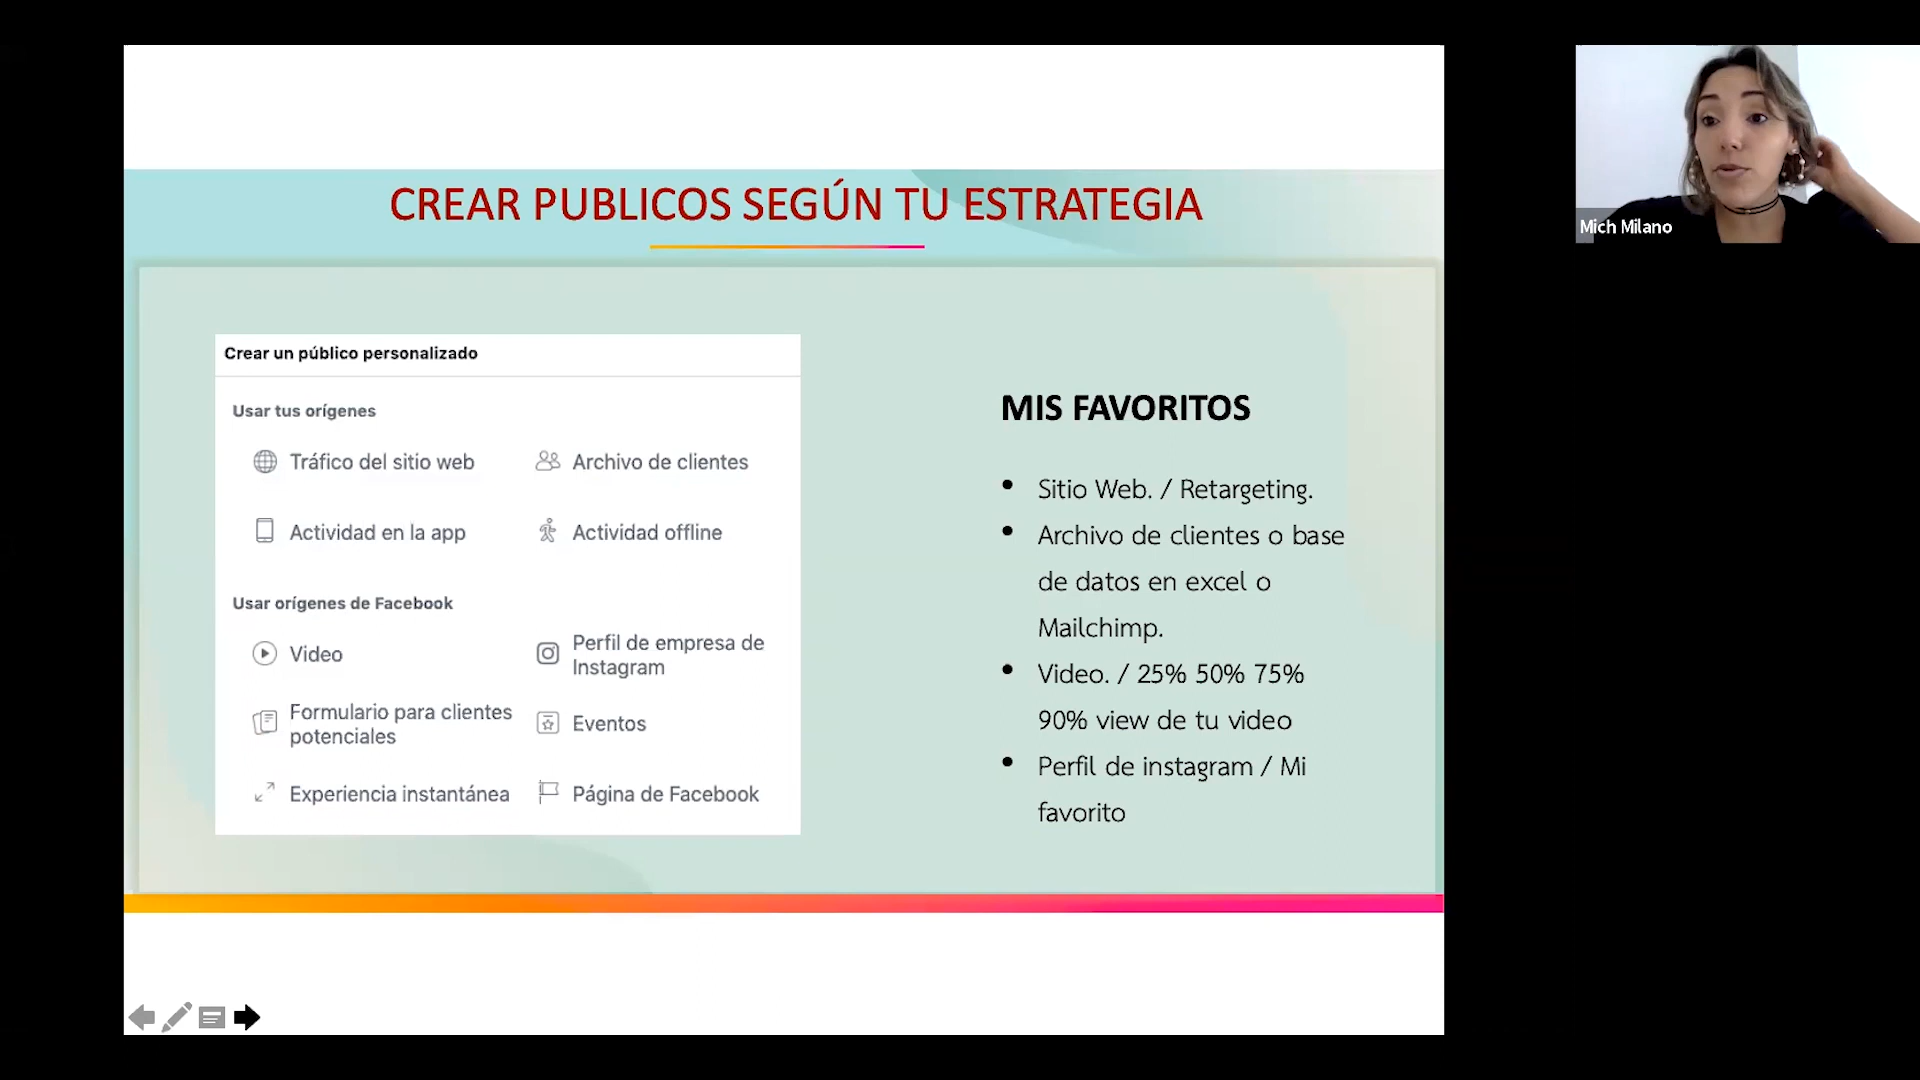 CREAR PUBLICOS SEGÚN TU ESTRATEGIA
Mich Milano
Crear un público personalizado
Usar tus orígenes
Tráfico del sitio web
Archivo de clientes
Actividad en la app
Actividad offline
Usar orígenes de Facebook
Video
Perfil de empresa de
Instagram
Formulario para clientes
potenciales
Eventos
Experiencia instantánea
Página de Facebook
MIS FAVORITOS
• Sitio Web. / Retargeting.
• Archivo de clientes o base
de datos en excel o
Mailchimp.
• Video. / 25% 50% 75%
90% view de tu video
• Perfil de instagram / Mi
favorito